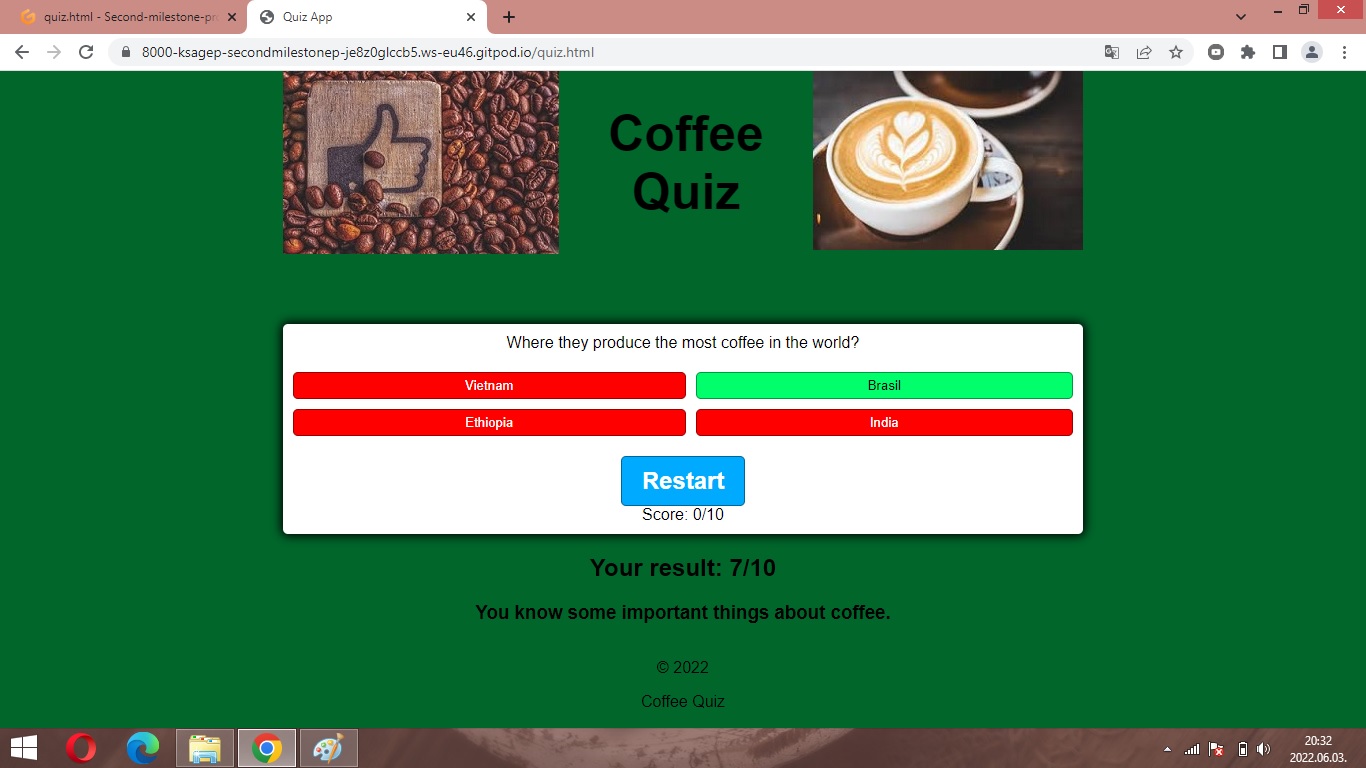 quiz.html - Second-milestone-pr
Quiz App
8000-ksagep-secondmilestonep-je8z0glccb5.ws-eu46.gitpod.io/quiz.html
Coffee
Quiz
Where they produce the most coffee in the world?
Vietnam
Brasil
Ethiopia
India
Restart
Score: 0/10
Your result: 7/10
You know some important things about coffee.
© 2022
Coffee Quiz
20:32
2022.06.03.